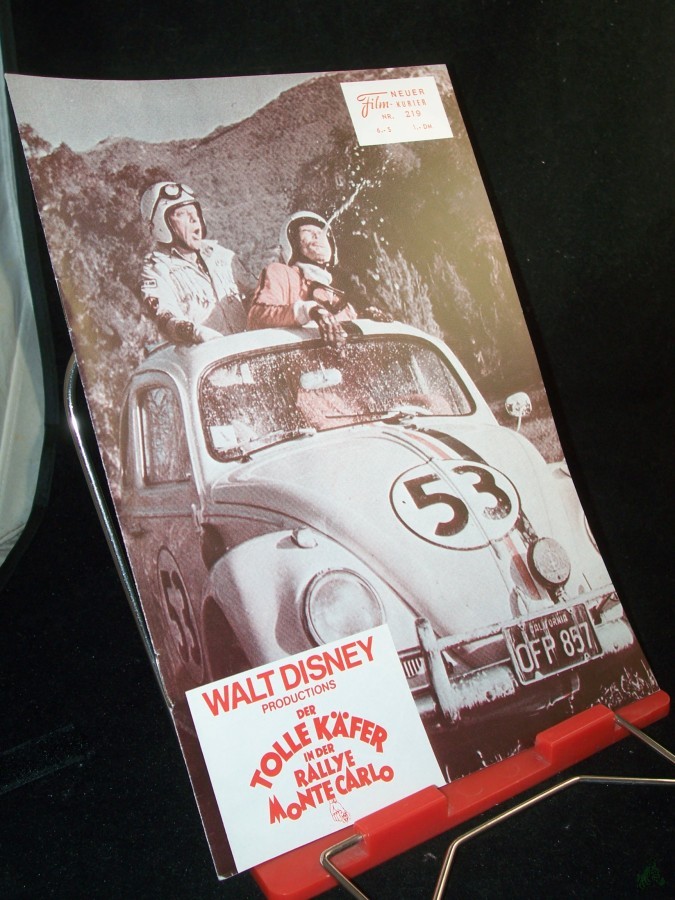 NEUER
Film-KURIER
NR. 219
53
53
CALIFORNIA
OFP 857
WALT DISNEY
PRODUCTIONS
DER
TOLLE KÄFER
IN DER
RALLYE
MONTE CARLO